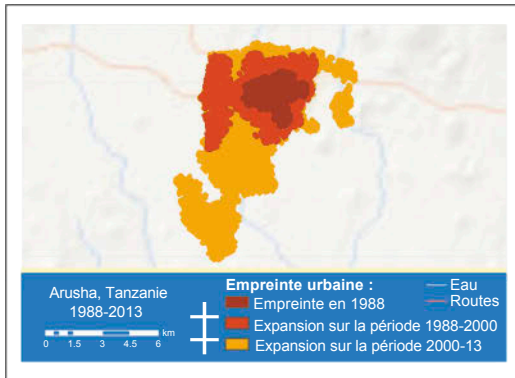 Arusha, Tanzanie
1988-2013
km
0 1.5 3 4.5 6
Empreinte urbaine :
Empreinte en 1988
Expansion sur la période 1988-2000
Expansion sur la période 2000-13
Eau
Routes